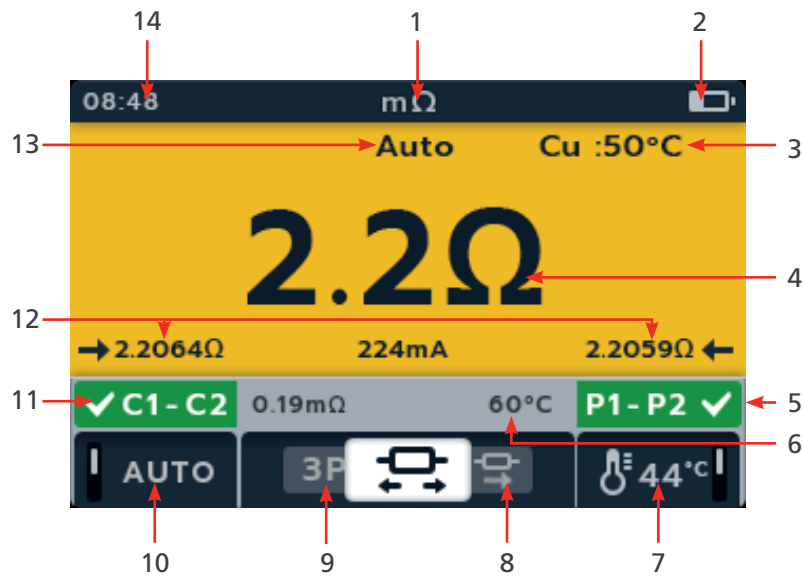 14 1 2
08:48 mΩ
13 Auto Cu :50°C 3
2.2Ω 4
12
→2.2064Ω 224mA 2.2059Ω←
11 ✓C1-C2 0.19mΩ 60°C P1-P2 ✓ 5
6
AUTO 3P 44°C
10 9 8 7